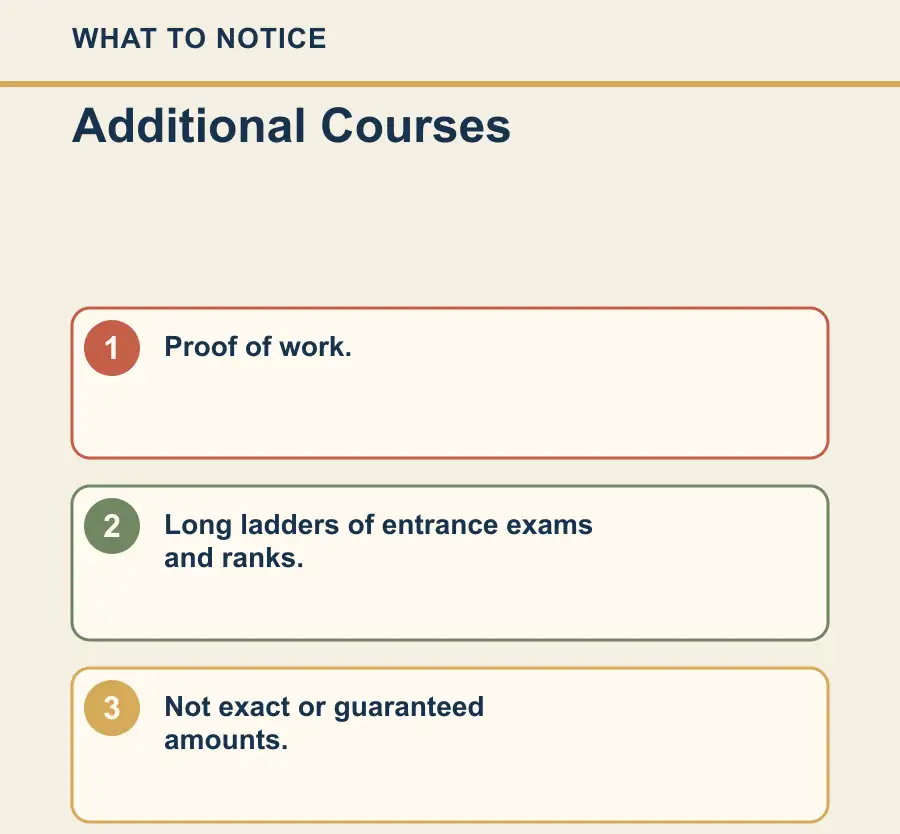 WHAT TO NOTICE
Additional Courses
1
Proof of work.
2
Long ladders of entrance exams
and ranks.
3
Not exact or guaranteed
amounts.